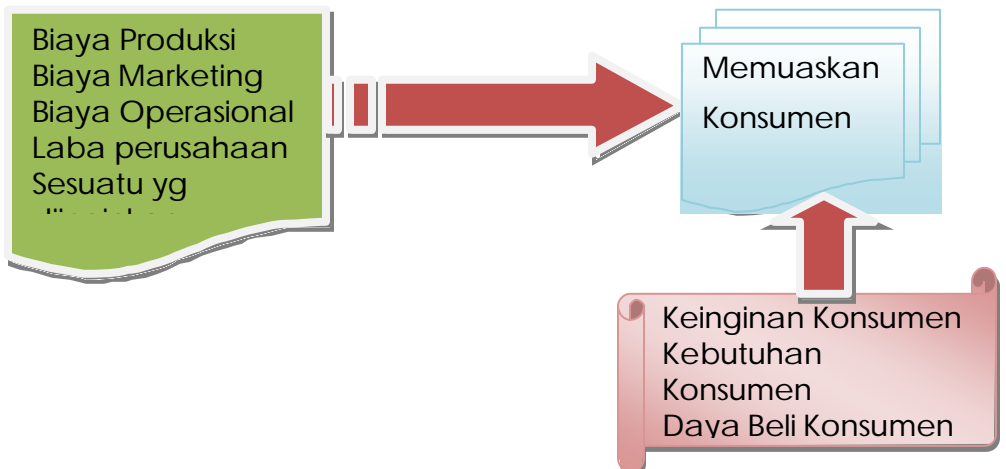 Biaya Produksi
Biaya Marketing
Biaya Operasional
Laba perusahaan
Sesuatu yg
Memuaskan
Konsumen
Keinginan Konsumen
Kebutuhan
Konsumen
Daya Beli Konsumen